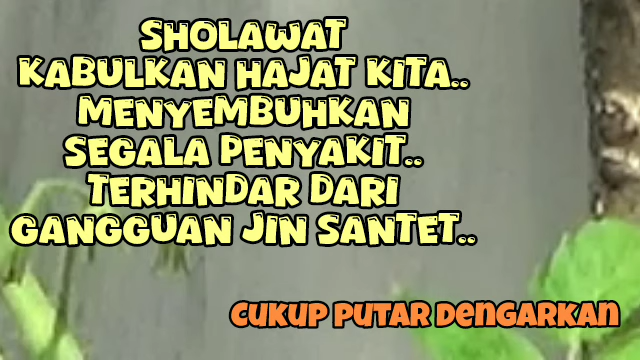 SHOLAWAT
KABULKAN HAJAT KITA..
MENYEMBUHKAN
SEGALA PENYAKIT..
TERHINDAR DARI
GANGGUAN JIN SANTET..
CUKUP PUTAR DENGARKAN